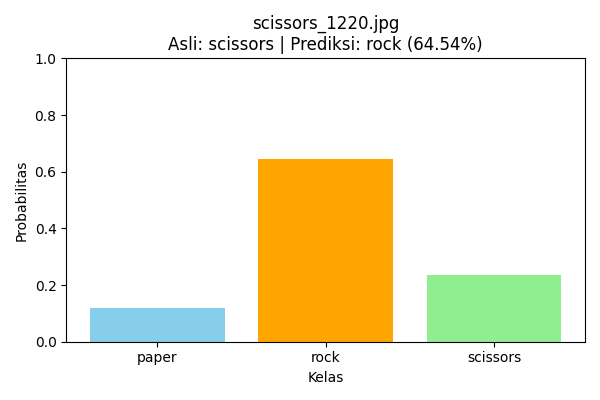 scissors_1220.jpg
Asli: scissors | Prediksi: rock (64.54%)
1.0
0.8
0.6
0.4
0.2
0.0
Probabilitas
paper rock scissors
Kelas